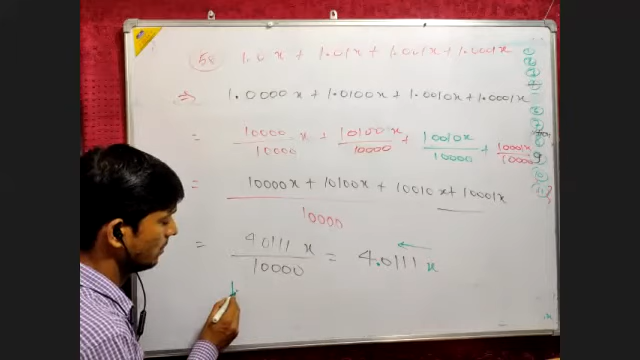 58 1.0x + 1.01x + 1.001x + 1.0001x
⇒ 1.0000x + 1.0100x + 1.0010x + 1.0001x
= 10000x/10000 + 10100x/10000 + 10010x/10000 + 10001x/10000
= 10000x + 10100x + 10010x + 10001x / 10000
= 40111x/10000 = 4.0111x